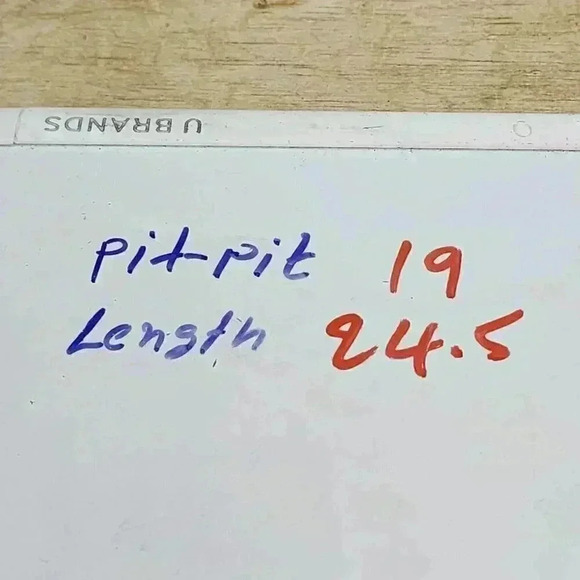 U BRANDS
Pit-Pit 19
Length 24.5